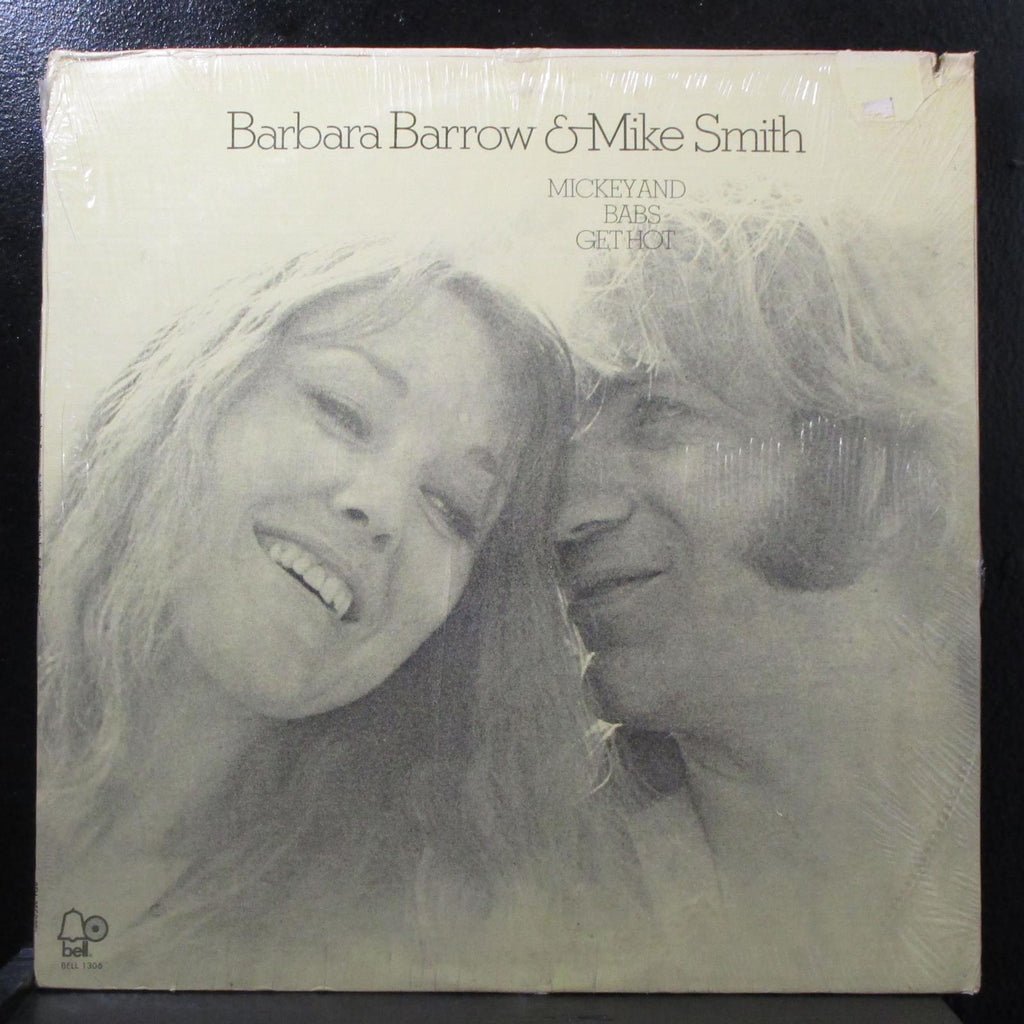 Barbara Barrow & Mike Smith
MICKEY AND
BABS
GET HOT
bell
BELL 1306